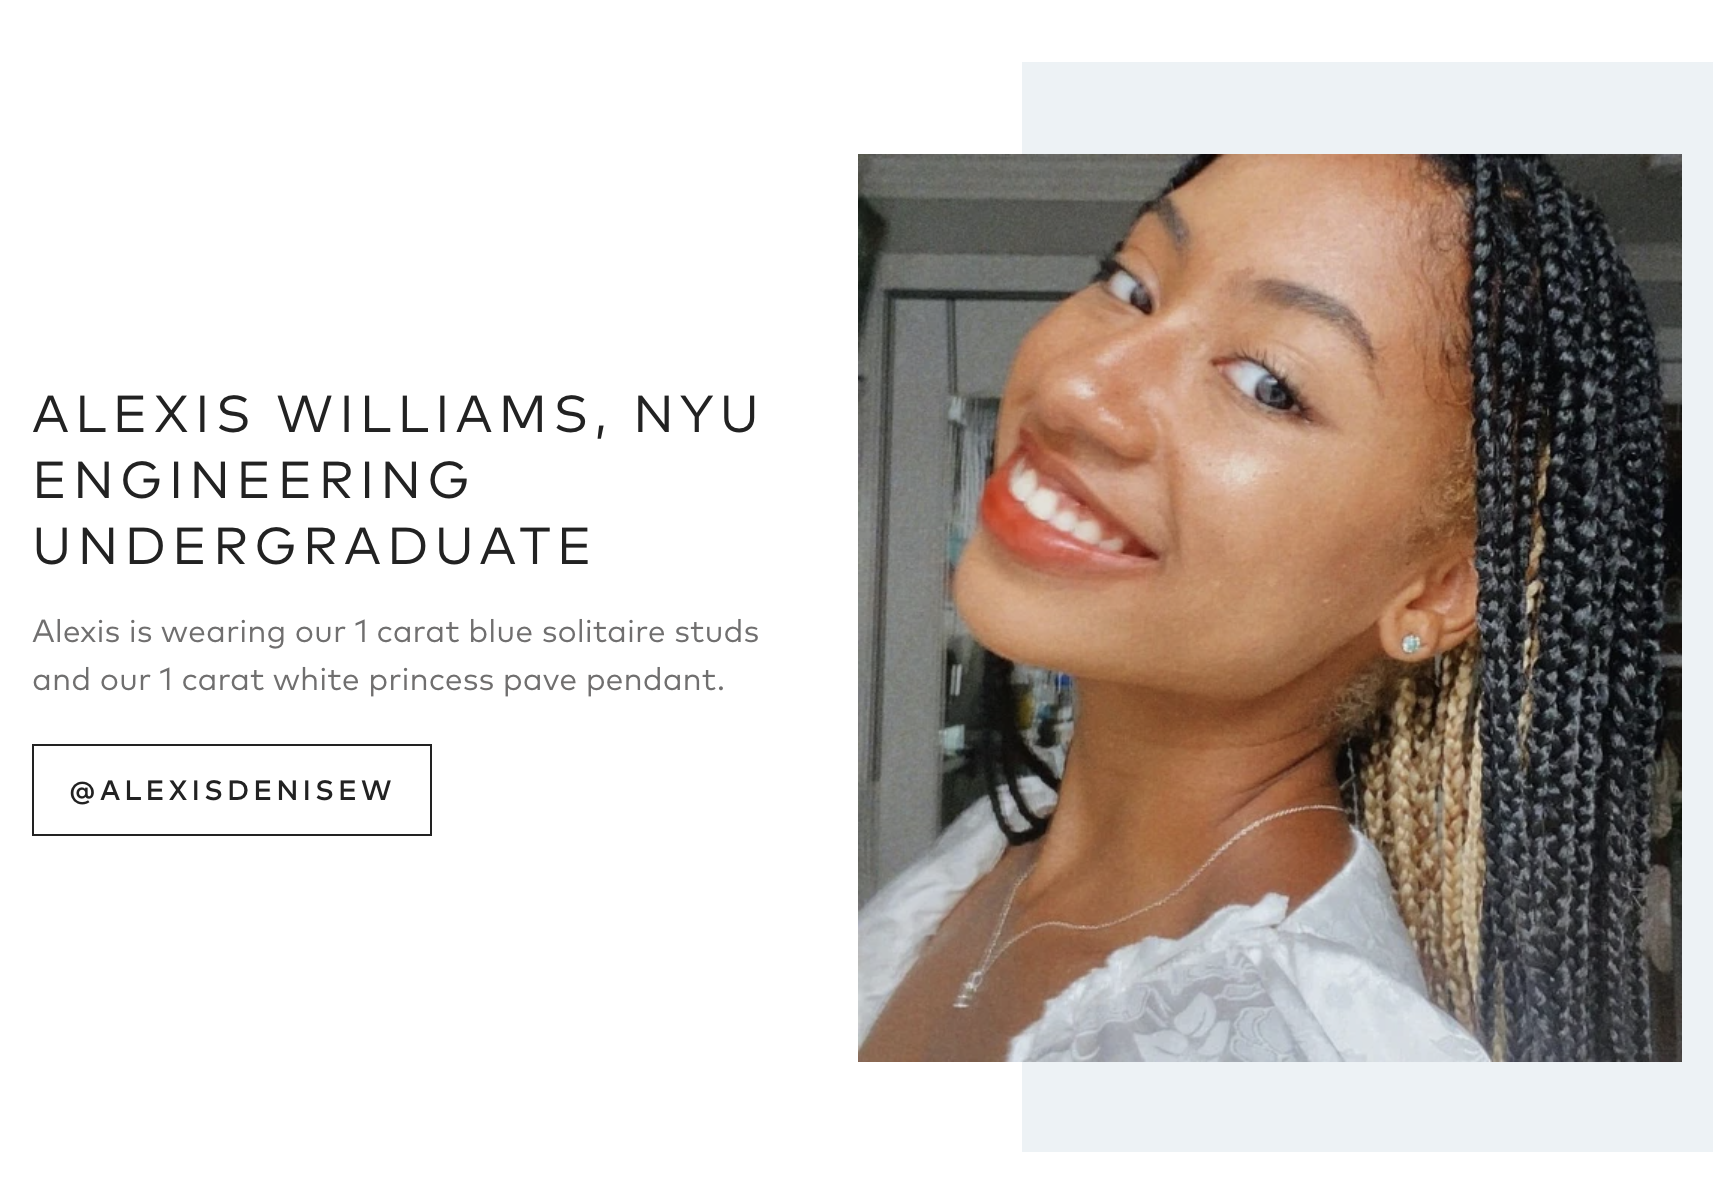 ALEXIS WILLIAMS, NYU
ENGINEERING
UNDERGRADUATE
Alexis is wearing our 1 carat blue solitaire studs
and our 1 carat white princess pave pendant.
@ALEXISDENISEW